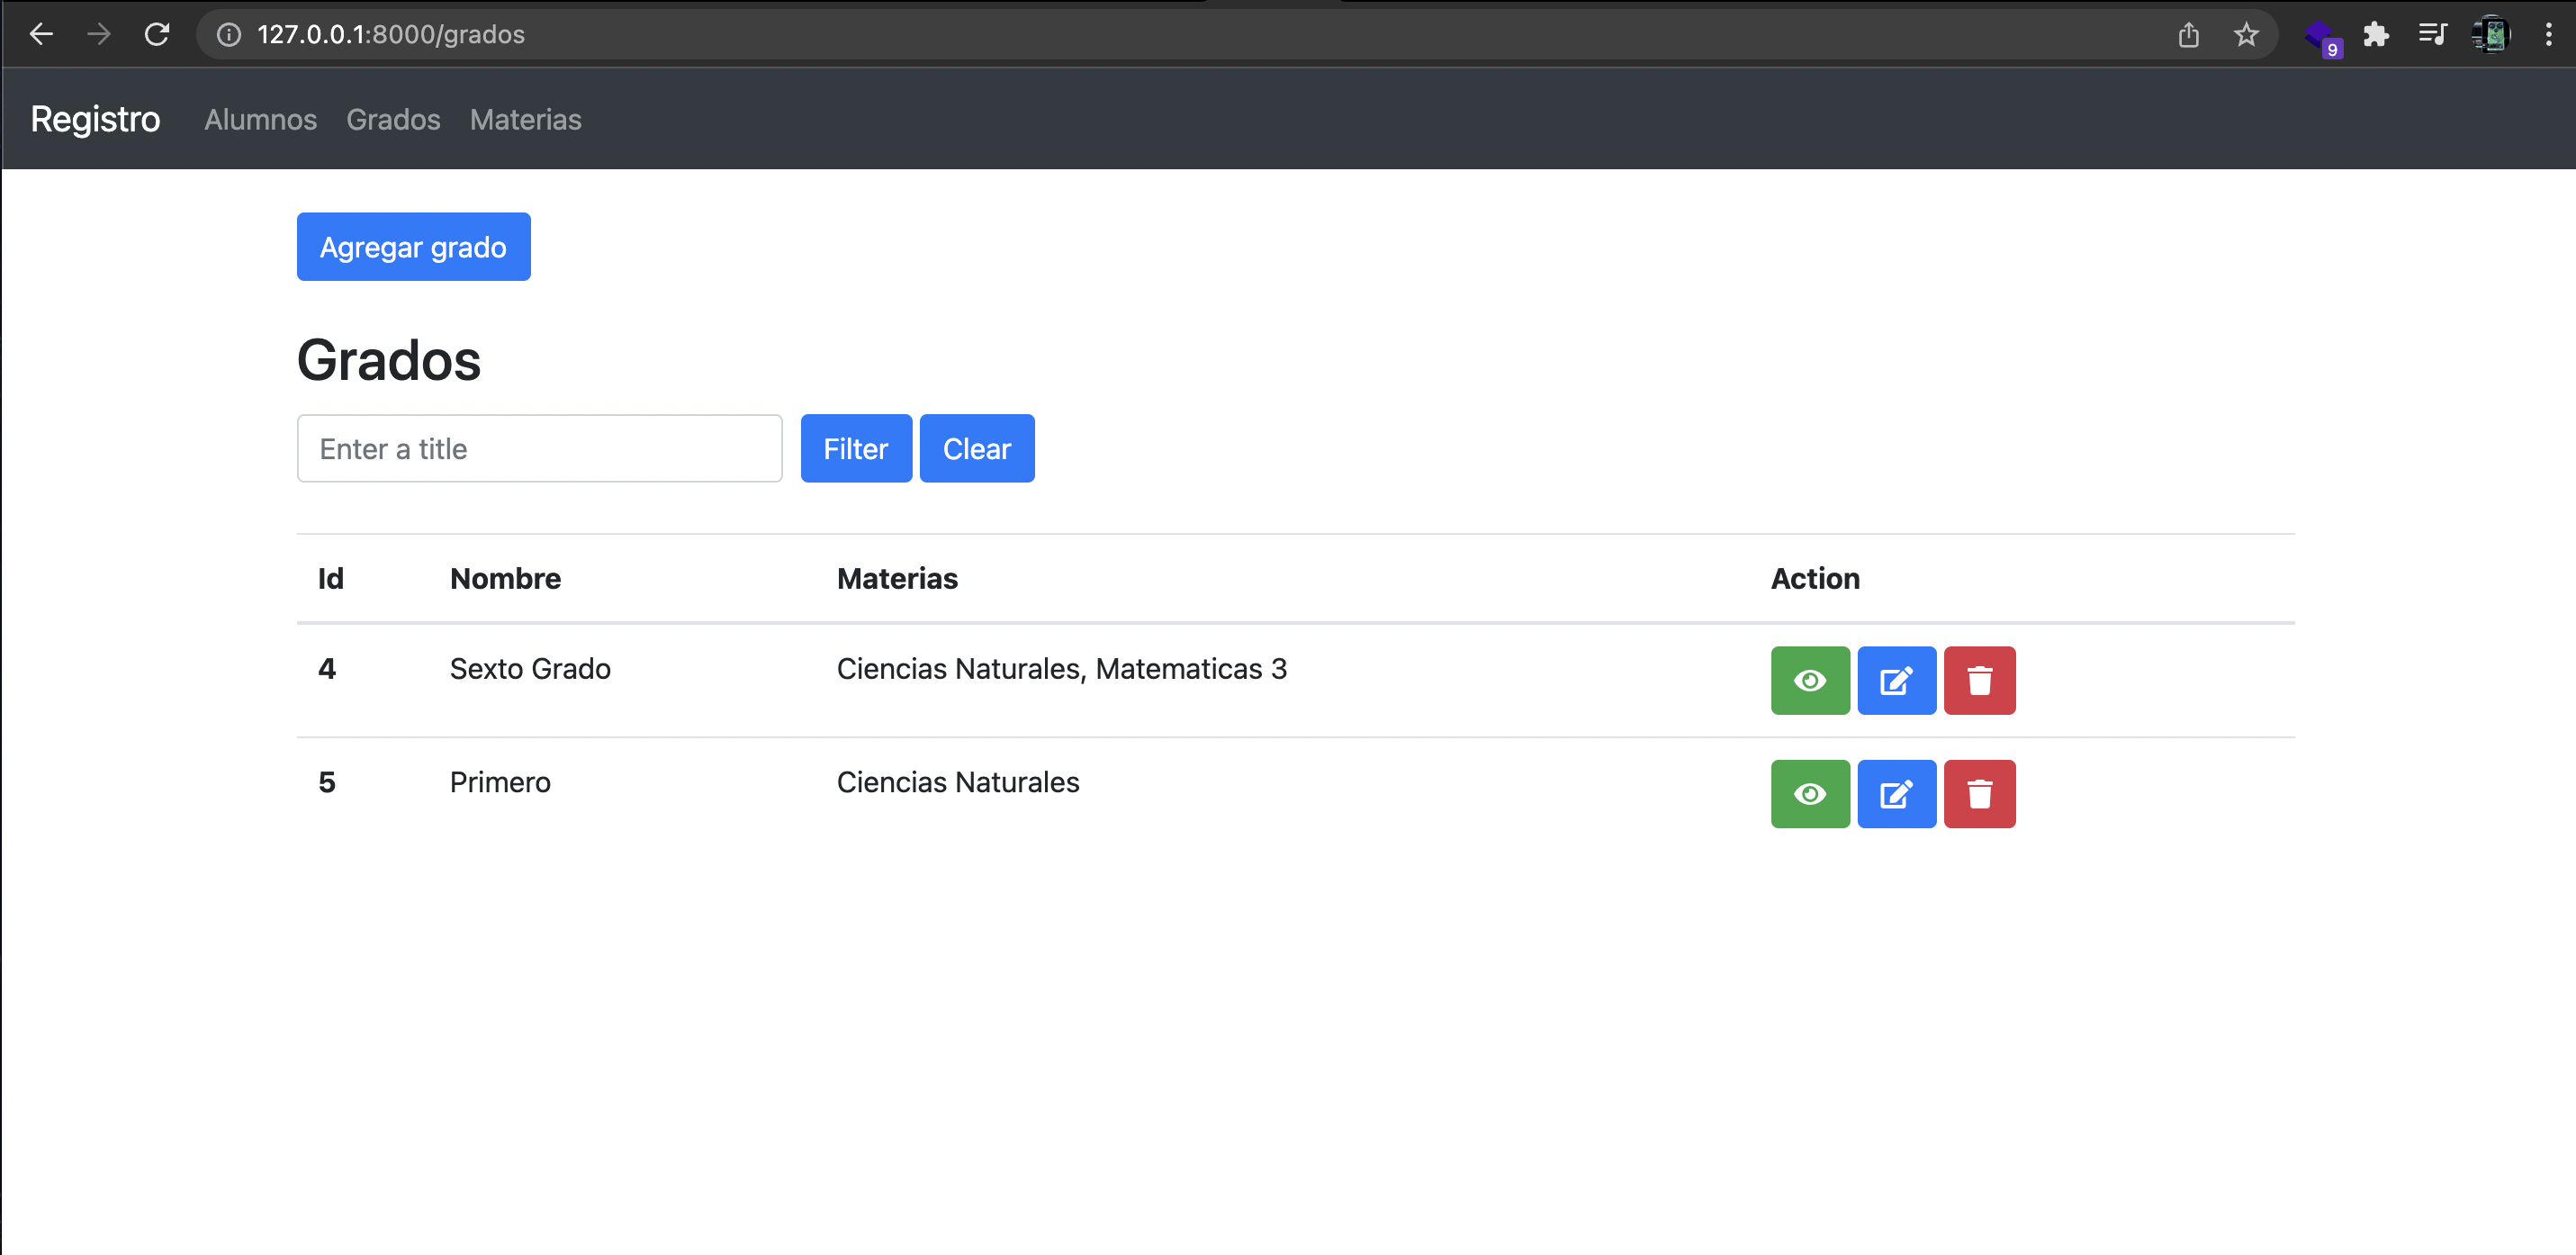 127.0.0.1:8000/grados
9
Registro Alumnos Grados Materias
Agregar grado
Grados
Enter a title Filter Clear
Id Nombre Materias Action
4 Sexto Grado Ciencias Naturales, Matematicas 3
5 Primero Ciencias Naturales